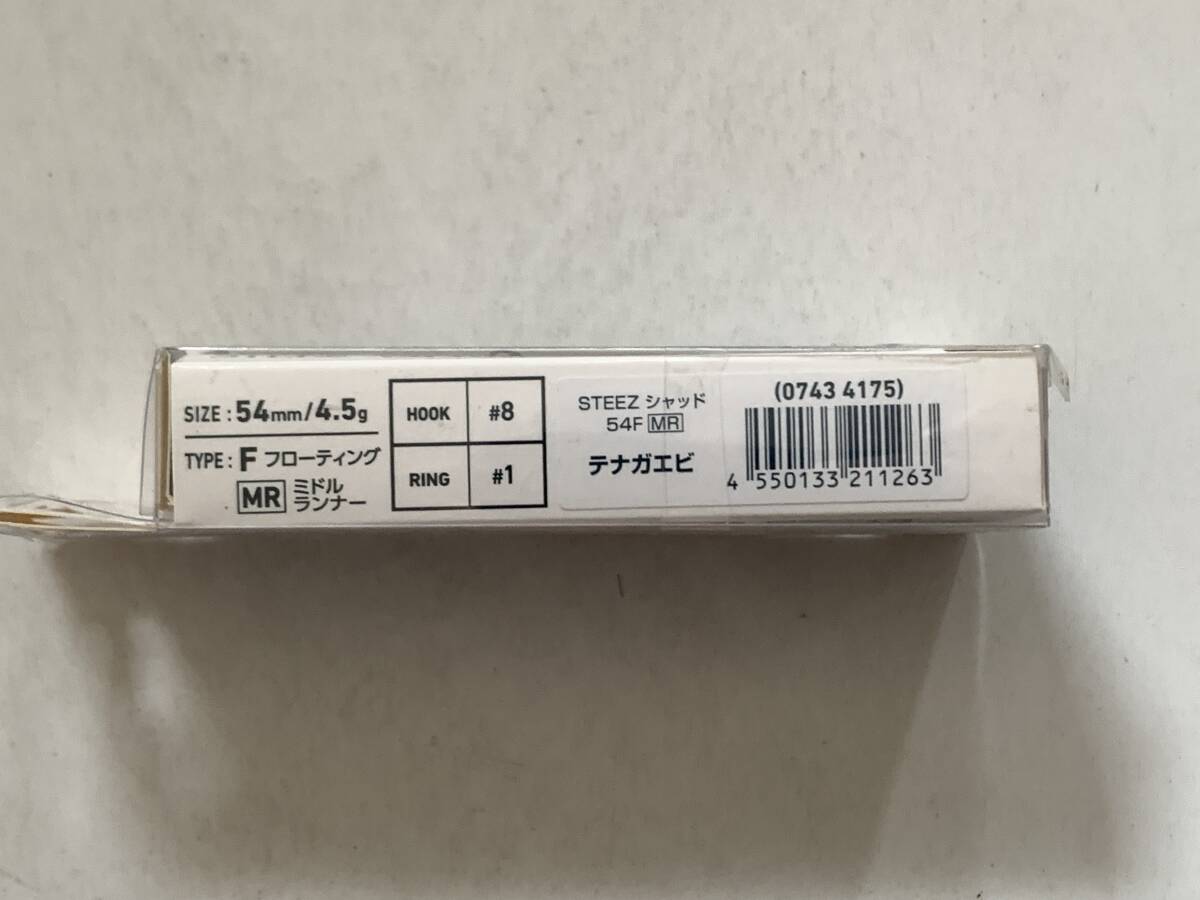 SIZE : 54mm/4.5g
TYPE : F フローティング
MR ミドル
ランナー
HOOK #8
RING #1
STEEZ シャッド
54F MR
テナガエビ
(0743 4175)
4 550133 211263